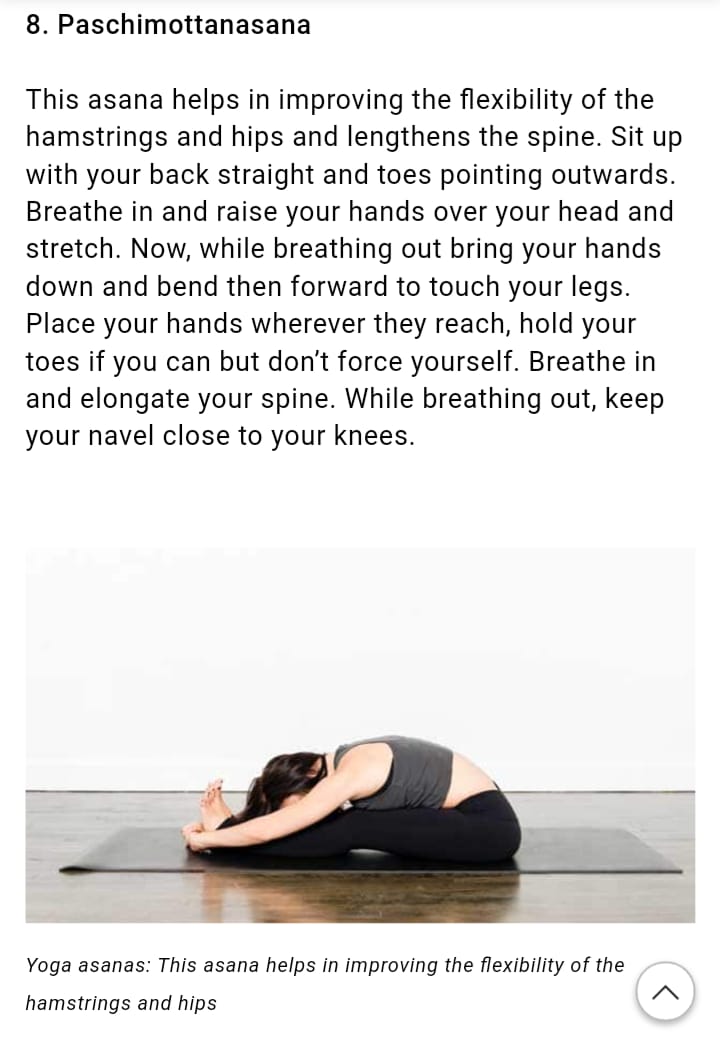 8. Paschimottanasana
This asana helps in improving the flexibility of the
hamstrings and hips and lengthens the spine. Sit up
with your back straight and toes pointing outwards.
Breathe in and raise your hands over your head and
stretch. Now, while breathing out bring your hands
down and bend then forward to touch your legs.
Place your hands wherever they reach, hold your
toes if you can but don’t force yourself. Breathe in
and elongate your spine. While breathing out, keep
your navel close to your knees.
Yoga asanas: This asana helps in improving the flexibility of the
hamstrings and hips